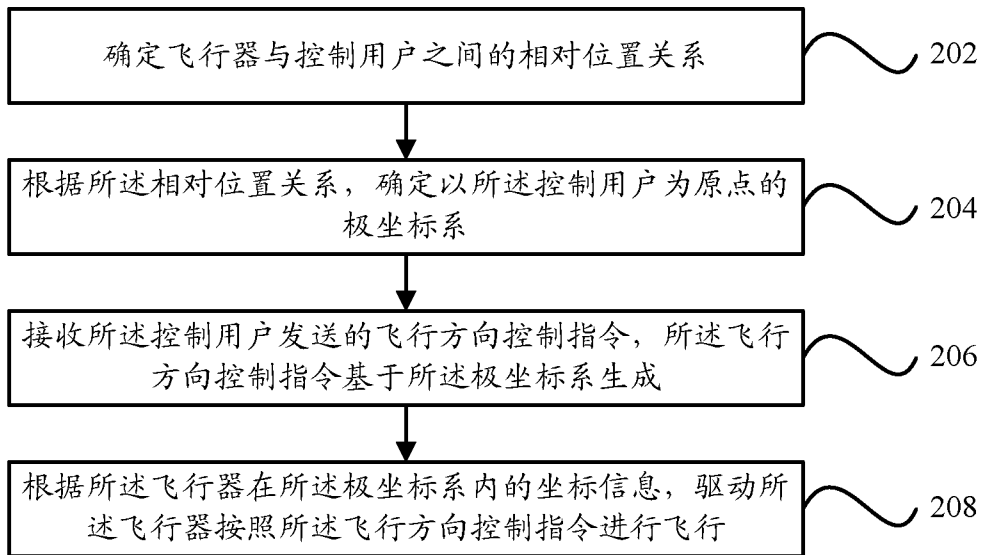 确定飞行器与控制用户之间的相对位置关系
202
根据所述相对位置关系，确定以所述控制用户为原点的
极坐标系
204
接收所述控制用户发送的飞行方向控制指令，所述飞行
方向控制指令基于所述极坐标系生成
206
根据所述飞行器在所述极坐标系内的坐标信息，驱动所
述飞行器按照所述飞行方向控制指令进行飞行
208